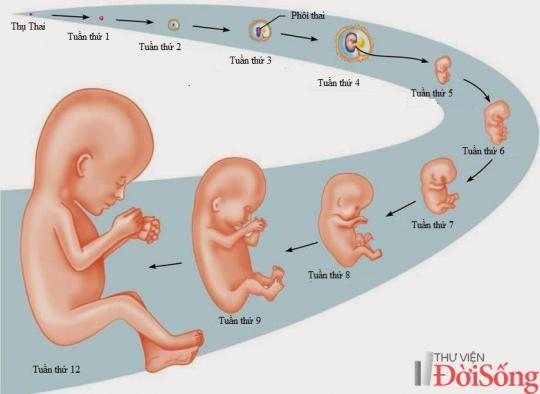 Thụ Thai
Tuần thứ 1
Tuần thứ 2
Tuần thứ 3
Phôi thai
Tuần thứ 4
Tuần thứ 5
Tuần thứ 6
Tuần thứ 7
Tuần thứ 8
Tuần thứ 9
Tuần thứ 12
THƯ VIỆN
ĐờiSống